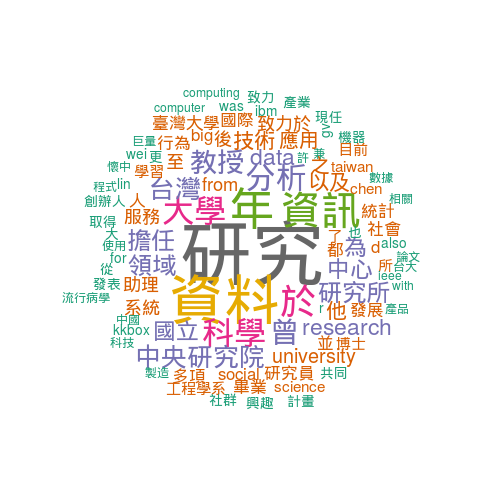 computing 致力 產業
computer was ibm
臺灣大學 國際 致力於 gvi 現任
巨量 行為 big 後 技術 應用 機器
wei 更 至 教授 data 分析 之 許 兼 目前
懷中 學習 台灣 from 以及 taiwan 數據
程式 lin 大學 年 資訊 chen 相關
創辦人 人 服務 統計
取得 擔任 研究 了 也 社會
大 使用 領域 都 為 d also 論文
for 從 中心 所 台大
發表 助理 資料 於 研究所 ieee with
流行病學 系統 r 他 發展 產品
中國 kkbox 國立 科學 曾 research
科技 中央研究院 university 並 博士
製造 多項 social 研究員 共同
工程學系 畢業 science
社群 興趣 計畫